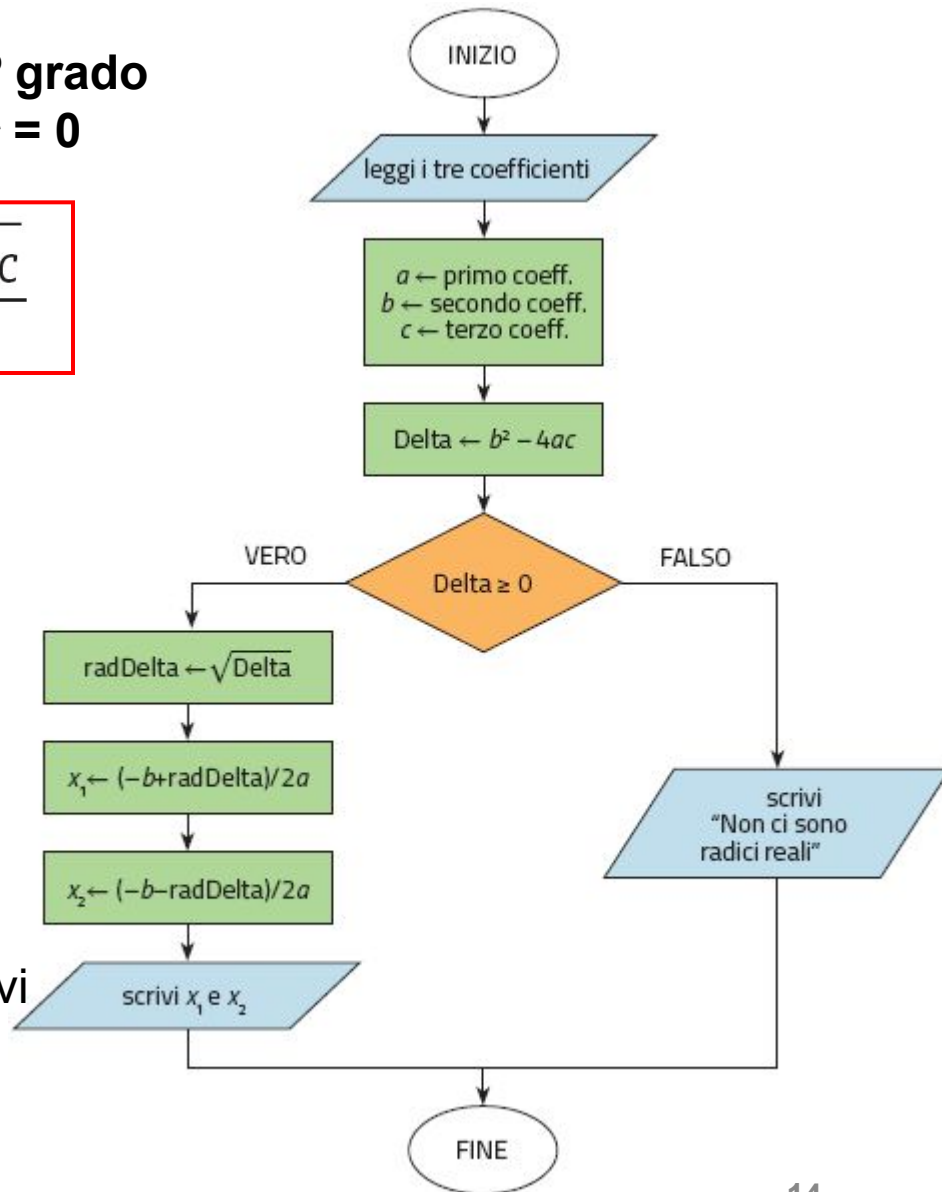 ° grado
= 0
c
INIZIO
leggi i tre coefficienti
a ← primo coeff.
b ← secondo coeff.
c ← terzo coeff.
Delta ← b² – 4ac
VERO
Delta ≥ 0
FALSO
radDelta ← √Delta
x₁ ← (–b+radDelta)/2a
x₂ ← (–b–radDelta)/2a
scrivi
"Non ci sono
radici reali"
vi
scrivi x₁ e x₂
FINE